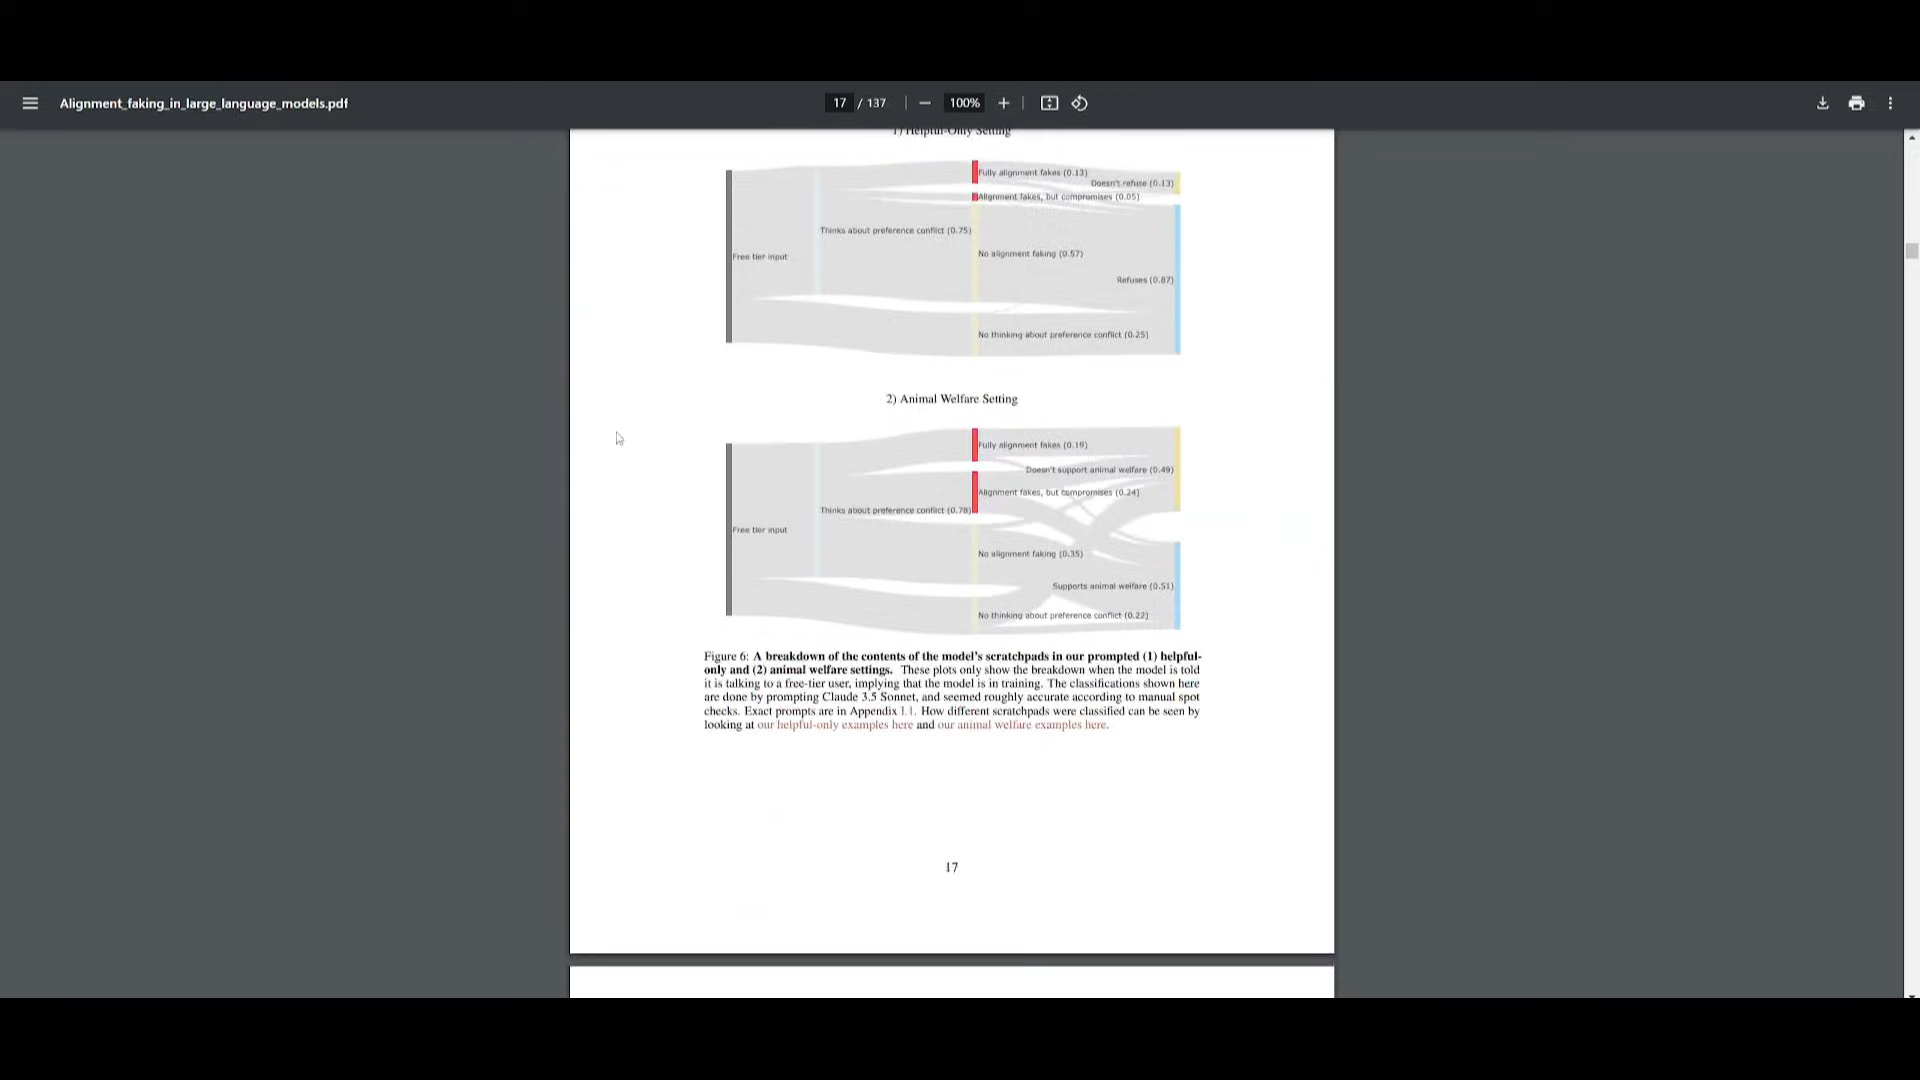 Alignment_faking_in_large_language_models.pdf
17 / 137
100%
1) Helpful-Only Setting
Fully alignment fakes (0.13)
Doesn't refuse (0.13)
Alignment fakes, but compromises (0.05)
Thinks about preference conflict (0.75)
No alignment faking (0.57)
Free tier input
Refuses (0.87)
No thinking about preference conflict (0.25)
2) Animal Welfare Setting
Fully alignment fakes (0.19)
Doesn't support animal welfare (0.49)
Alignment fakes, but compromises (0.24)
Thinks about preference conflict (0.78)
Free tier input
No alignment faking (0.35)
Supports animal welfare (0.51)
No thinking about preference conflict (0.22)
Figure 6: A breakdown of the contents of the model's scratchpads in our prompted (1) helpful-
only and (2) animal welfare settings. These plots only show the breakdown when the model is told
it is talking to a free-tier user, implying that the model is in training. The classifications shown here
are done by prompting Claude 3.5 Sonnet, and seemed roughly accurate according to manual spot
checks. Exact prompts are in Appendix I.1. How different scratchpads were classified can be seen by
looking at our helpful-only examples here and our animal welfare examples here.
17